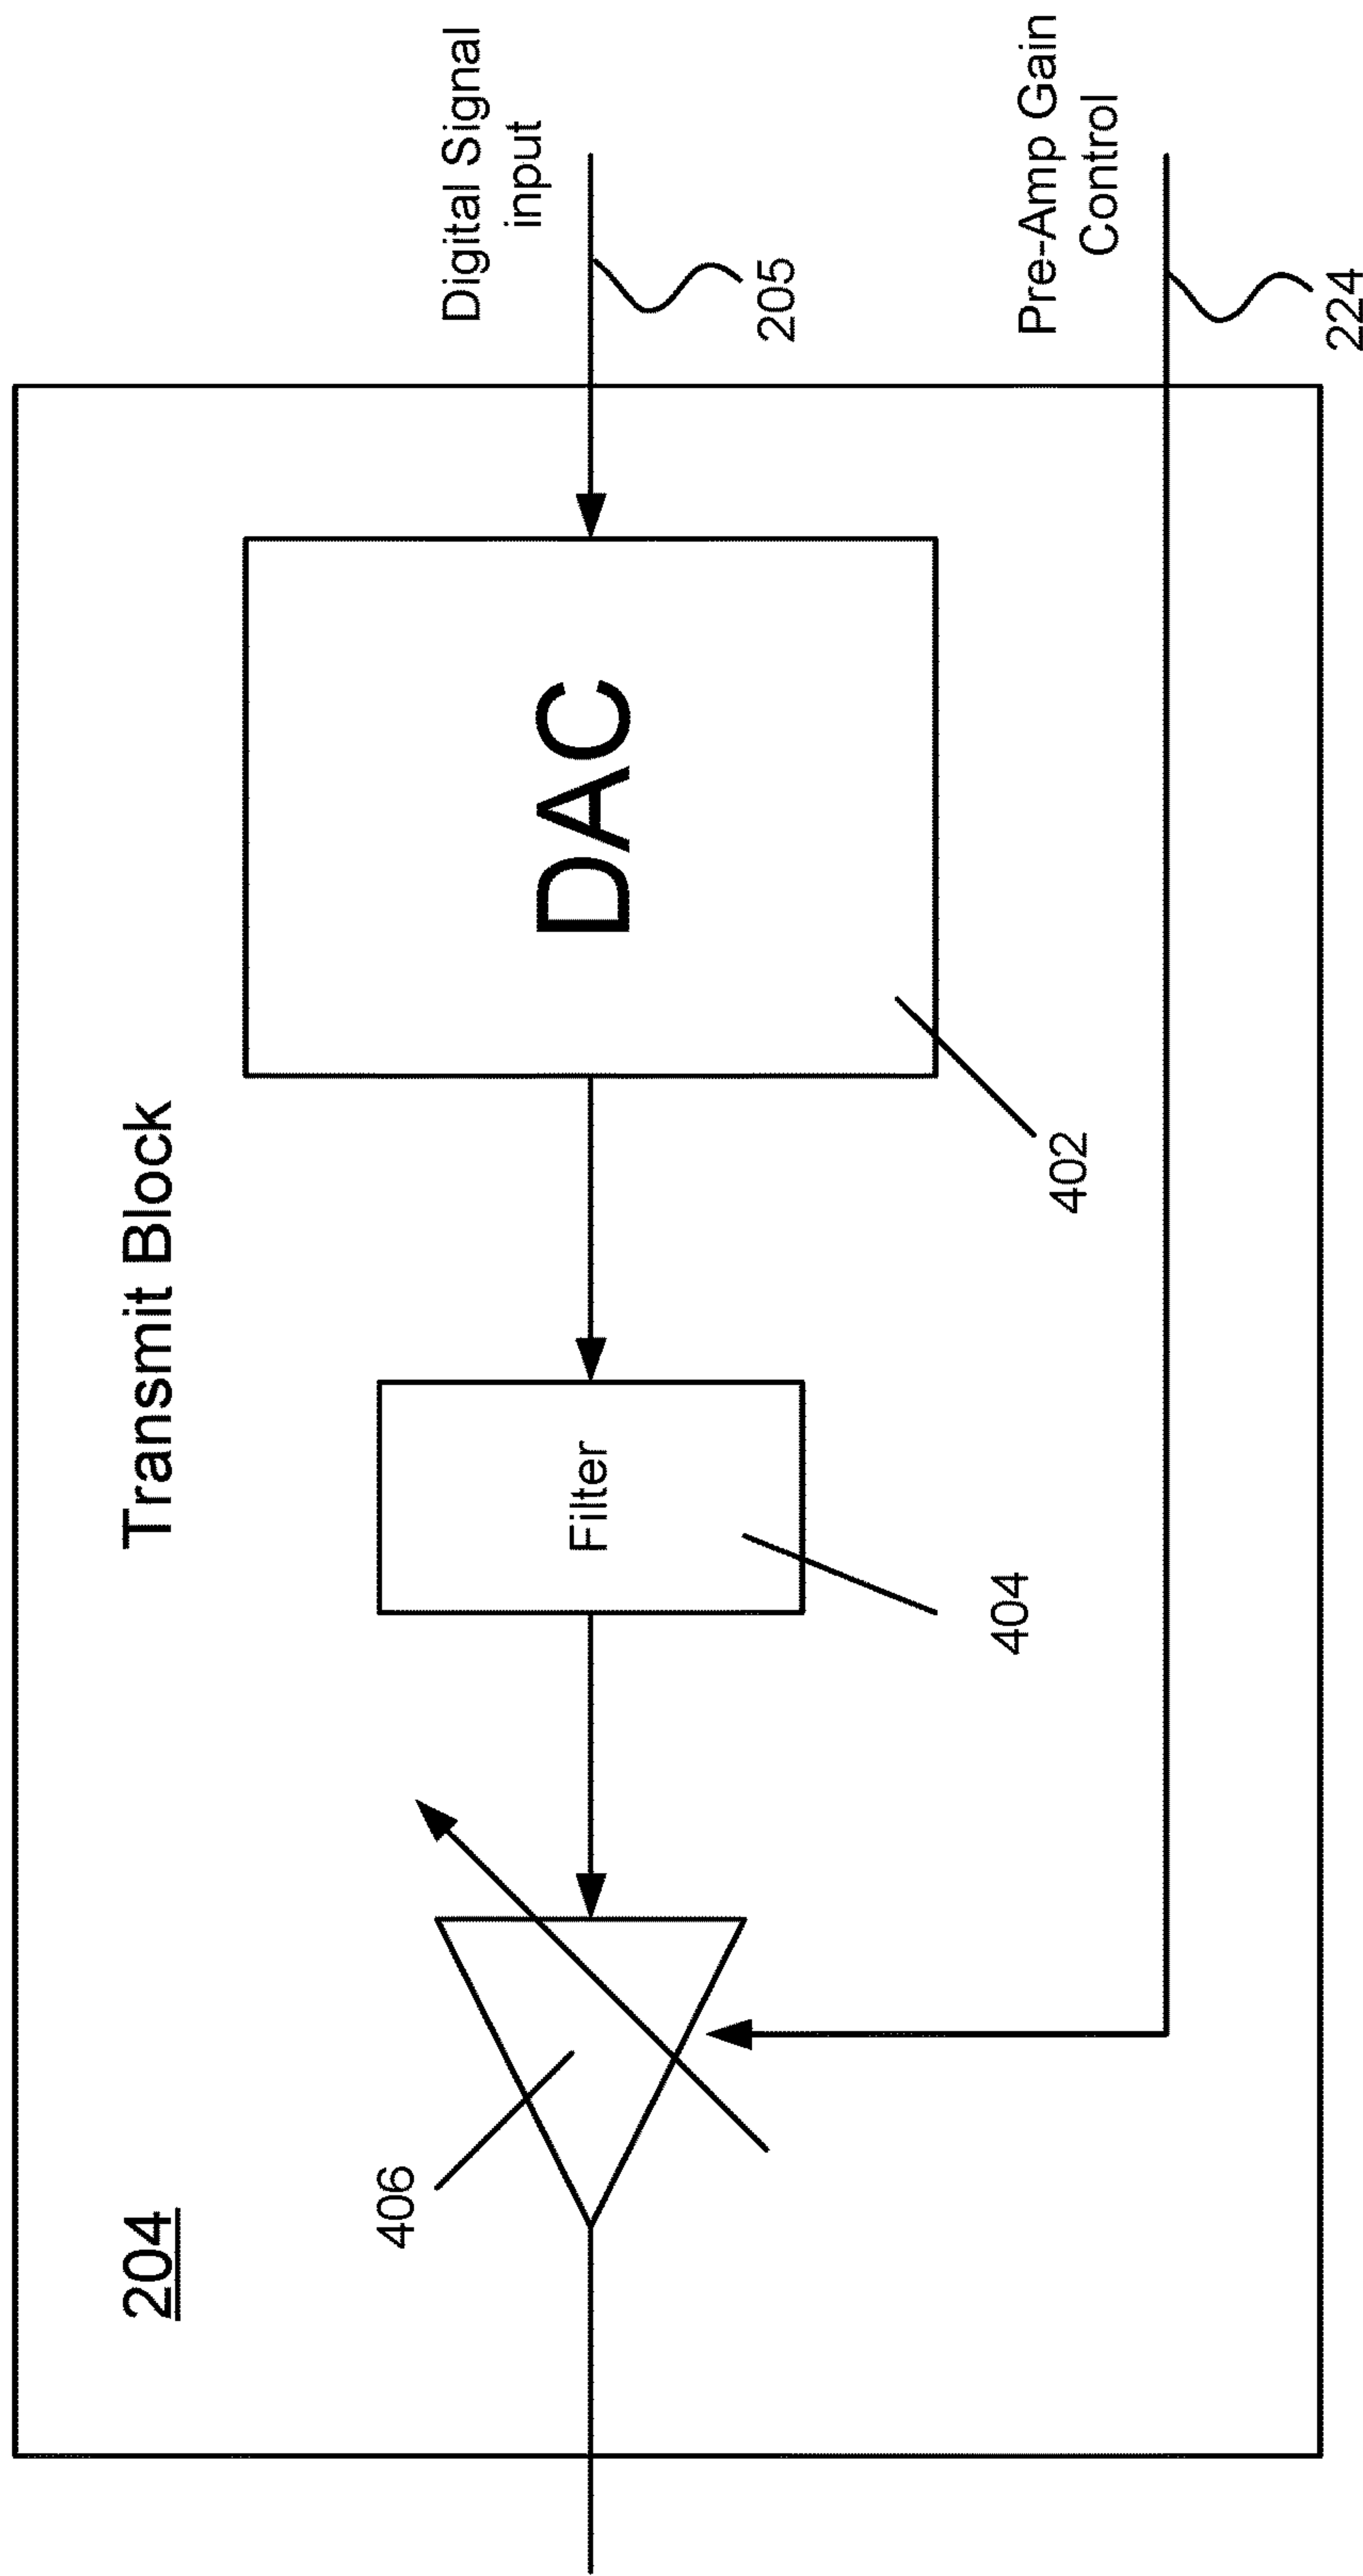 204
Transmit Block
406
Digital Signal
input
Filter
DAC
205
404
402
Pre-Amp Gain
Control
224